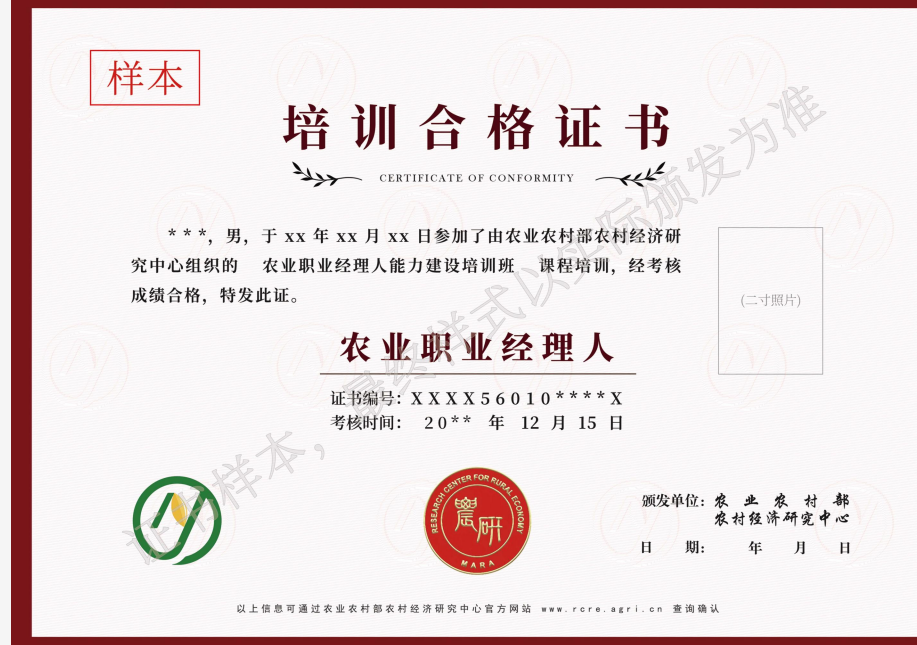 样本
培训合格证书
CERTIFICATE OF CONFORMITY
***，男，于 xx 年 xx 月 xx 日参加了由农业农村部农村经济研
究中心组织的 农业职业经理人能力建设培训班 课程培训，经考核
成绩合格，特发此证。
(二寸照片)
农业职业经理人
证书编号：XXXX56010****X
考核时间： 20** 年 12 月 15 日
证书样本，最终样式以实际颁发为准
RESEARCH CENTER FOR RURAL ECONOMY
農研
MARA
颁发单位：农业农村部
农村经济研究中心
日 期： 年 月 日
以上信息可通过农业农村部农村经济研究中心官方网站 www.rcre.agri.cn 查询确认